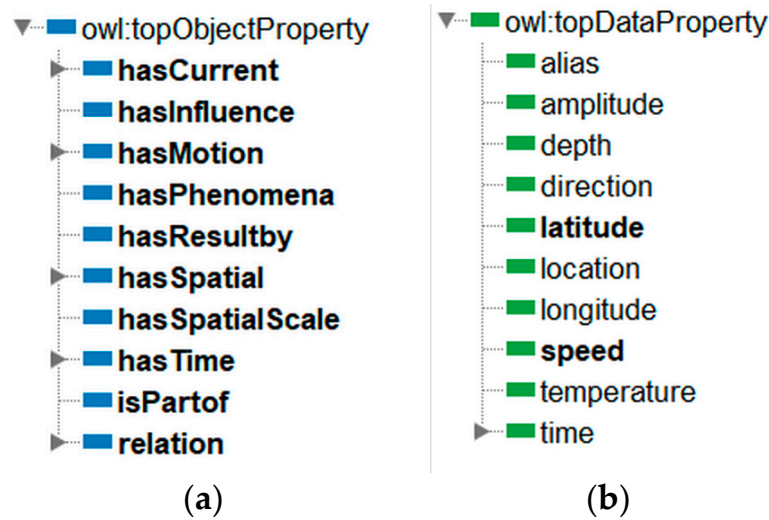 owl:topObjectProperty
hasCurrent
hasInfluence
hasMotion
hasPhenomena
hasResultby
hasSpatial
hasSpatialScale
hasTime
isPartof
relation
(a)
owl:topDataProperty
alias
amplitude
depth
direction
latitude
location
longitude
speed
temperature
time
(b)